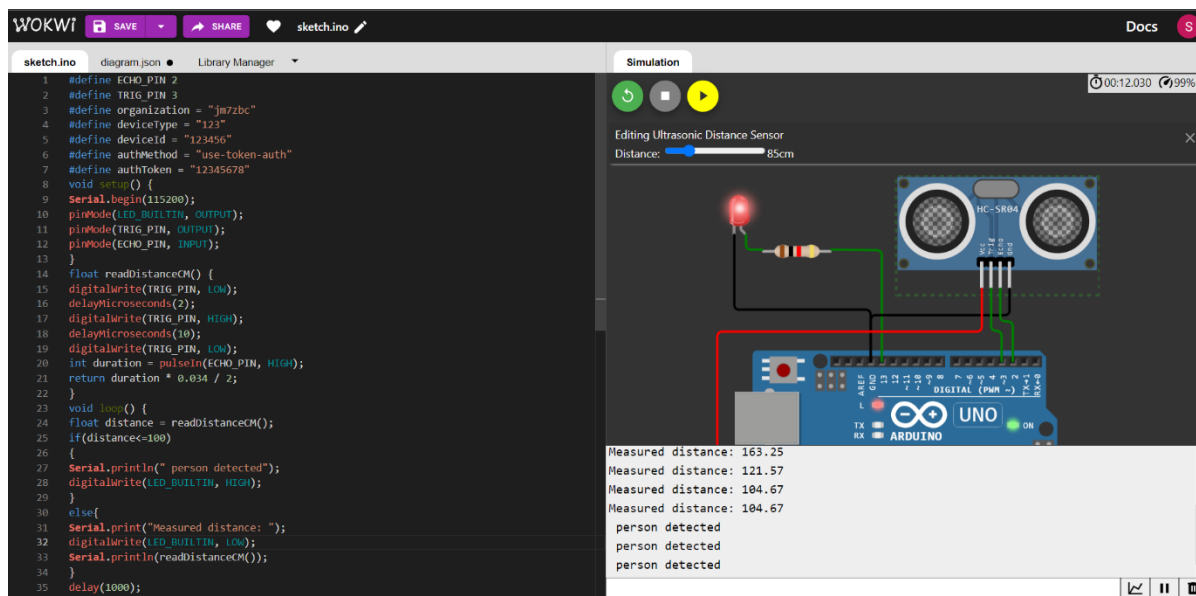 WOKWi SAVE SHARE sketch.ino Docs S
sketch.ino diagram.json Library Manager
1 #define ECHO_PIN 2
2 #define TRIG_PIN 3
3 #define organization = "jm7zbc"
4 #define deviceType = "123"
5 #define deviceId = "123456"
6 #define authMethod = "use-token-auth"
7 #define authToken = "12345678"
8 void setup() {
9 Serial.begin(115200);
10 pinMode(LED_BUILTIN, OUTPUT);
11 pinMode(TRIG_PIN, OUTPUT);
12 pinMode(ECHO_PIN, INPUT);
13 }
14 float readDistanceCM() {
15 digitalWrite(TRIG_PIN, LOW);
16 delayMicroseconds(2);
17 digitalWrite(TRIG_PIN, HIGH);
18 delayMicroseconds(10);
19 digitalWrite(TRIG_PIN, LOW);
20 int duration = pulseIn(ECHO_PIN, HIGH);
21 return duration * 0.034 / 2;
22 }
23 void loop() {
24 float distance = readDistanceCM();
25 if(distance<=100)
26 {
27 Serial.println(" person detected");
28 digitalWrite(LED_BUILTIN, HIGH);
29 }
30 else{
31 Serial.print("Measured distance: ");
32 digitalWrite(LED_BUILTIN, LOW);
33 Serial.println(readDistanceCM());
34 }
35 delay(1000);
Simulation
00:12.030 99%
Editing Ultrasonic Distance Sensor
Distance: 85cm
HC-SR04
Vcc
Trig
Echo
Gnd
AREF
GND
13
12
~11
~10
~9
8
7
~6
~5
4
~3
2
TX→1
RX←0
DIGITAL (PWM ~)
L
TX
RX
UNO
ON
ARDUINO
Measured distance: 163.25
Measured distance: 121.57
Measured distance: 104.67
Measured distance: 104.67
person detected
person detected
person detected